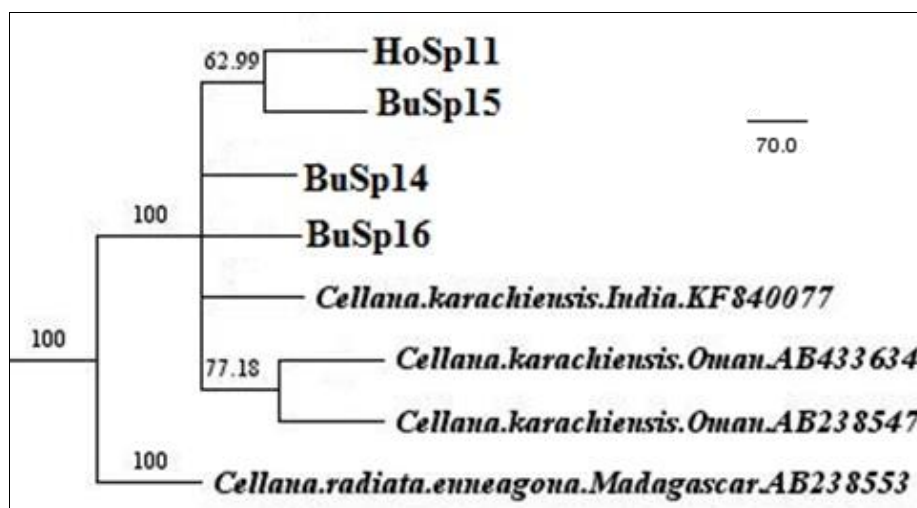 HoSp11
62.99
BuSp15
70.0
BuSp14
100
BuSp16
Cellana.karachiensis.India.KF840077
100
77.18
Cellana.karachiensis.Oman.AB433634
Cellana.karachiensis.Oman.AB238547
100
Cellana.radiata.enneagona.Madagascar.AB238553